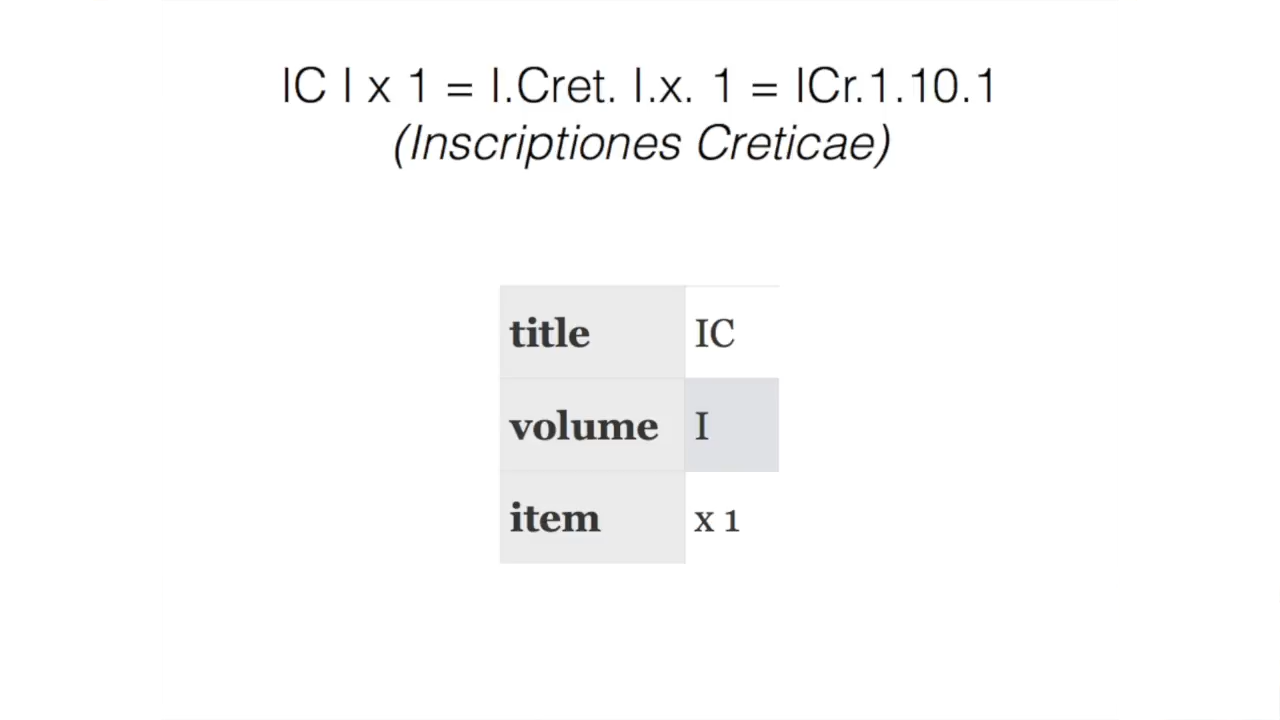 IC I x 1 = I.Cret. I.x. 1 = ICr.1.10.1
(Inscriptiones Creticae)
title IC
volume I
item x 1